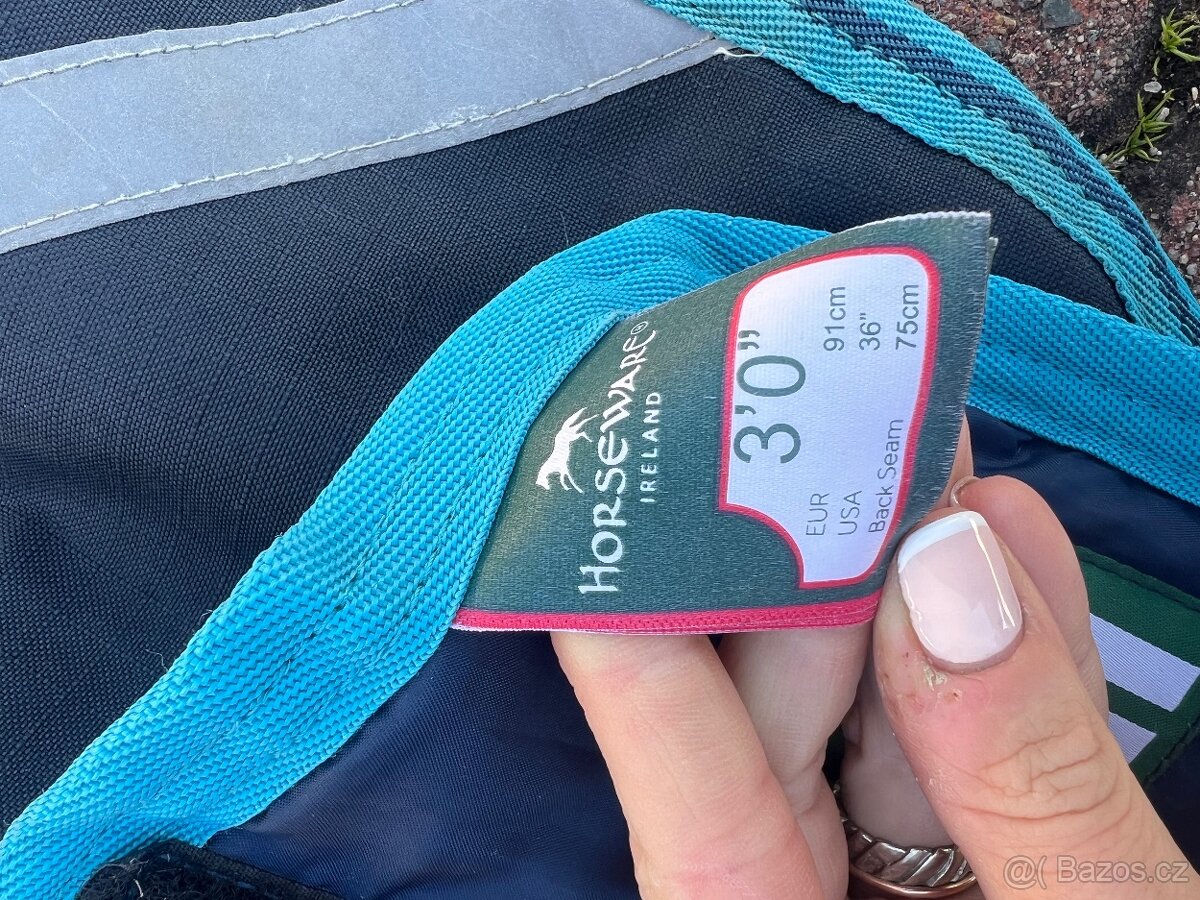 HORSEWARE®
IRELAND
3'0"
EUR 91cm
USA 36"
Back Seam 75cm
@( Bazos.cz